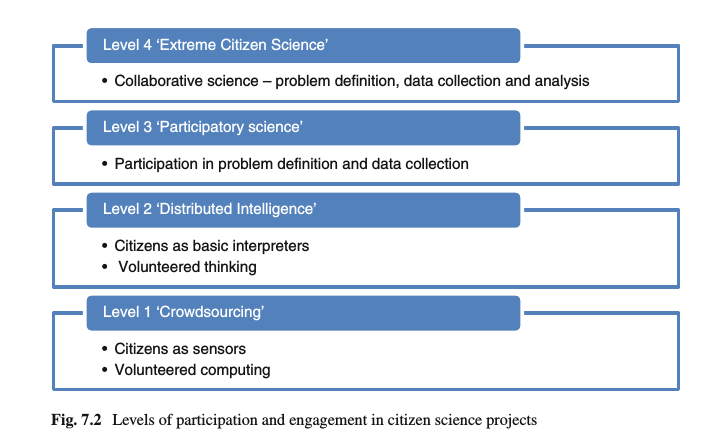 Level 4 ‘Extreme Citizen Science’
• Collaborative science – problem definition, data collection and analysis
Level 3 ‘Participatory science’
• Participation in problem definition and data collection
Level 2 ‘Distributed Intelligence’
• Citizens as basic interpreters
• Volunteered thinking
Level 1 ‘Crowdsourcing’
• Citizens as sensors
• Volunteered computing
Fig. 7.2 Levels of participation and engagement in citizen science projects